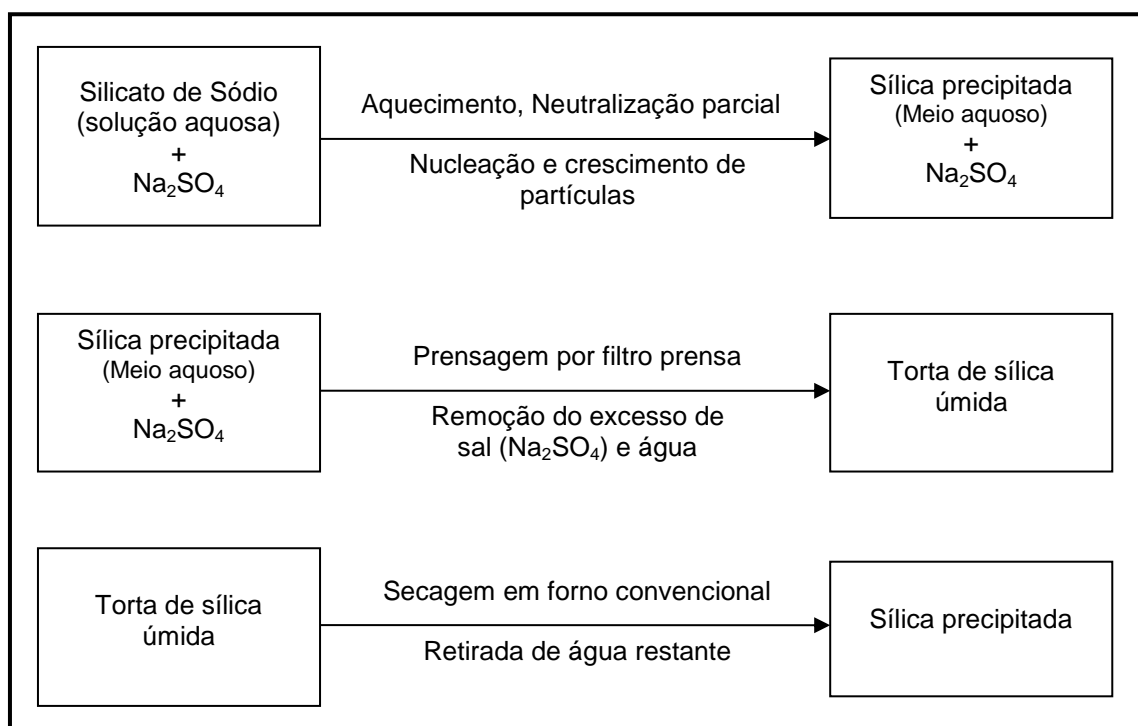 Silicato de Sódio
(solução aquosa)
+
Na₂SO₄
Aquecimento, Neutralização parcial
Nucleação e crescimento de
partículas
Sílica precipitada
(Meio aquoso)
+
Na₂SO₄
Sílica precipitada
(Meio aquoso)
+
Na₂SO₄
Prensagem por filtro prensa
Remoção do excesso de
sal (Na₂SO₄) e água
Torta de sílica
úmida
Torta de sílica
úmida
Secagem em forno convencional
Retirada de água restante
Sílica precipitada